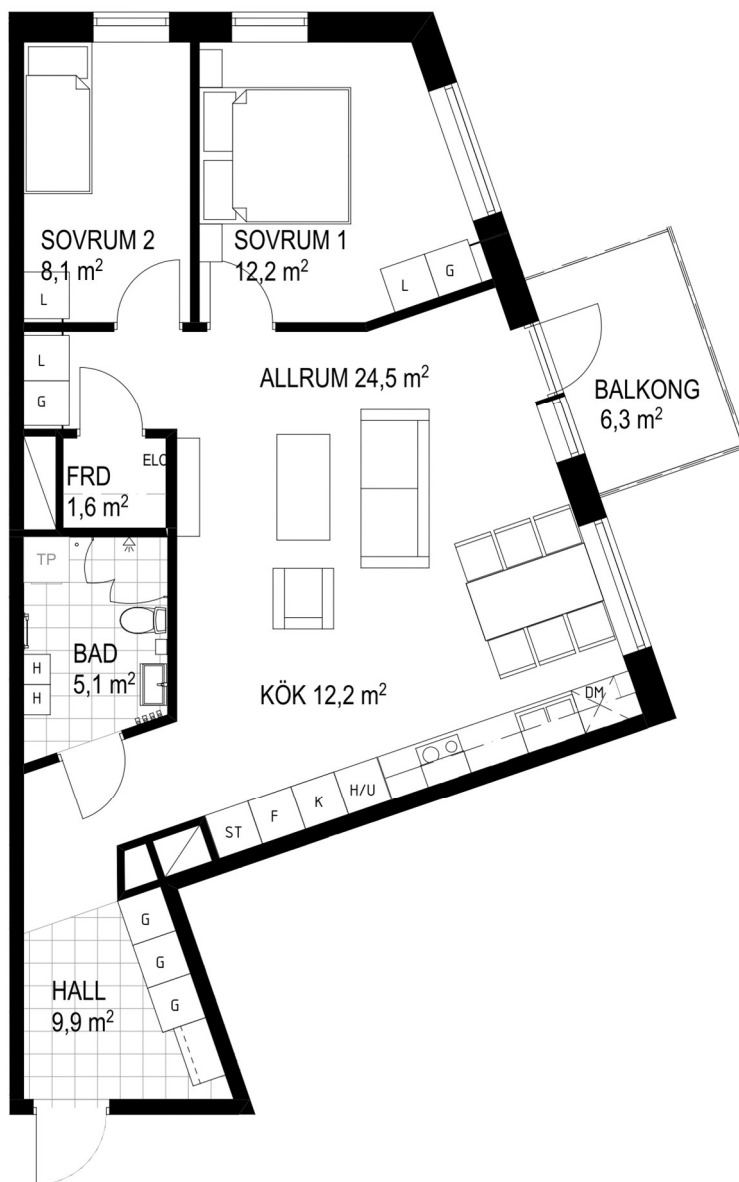 SOVRUM 2
8,1 m²
SOVRUM 1
12,2 m²
L
L
G
L
G
ALLRUM 24,5 m²
BALKONG
6,3 m²
ELC
FRD
1,6 m²
TP
BAD
5,1 m²
H
H
KÖK 12,2 m²
DM
H/U
K
F
ST
G
G
G
HALL
9,9 m²